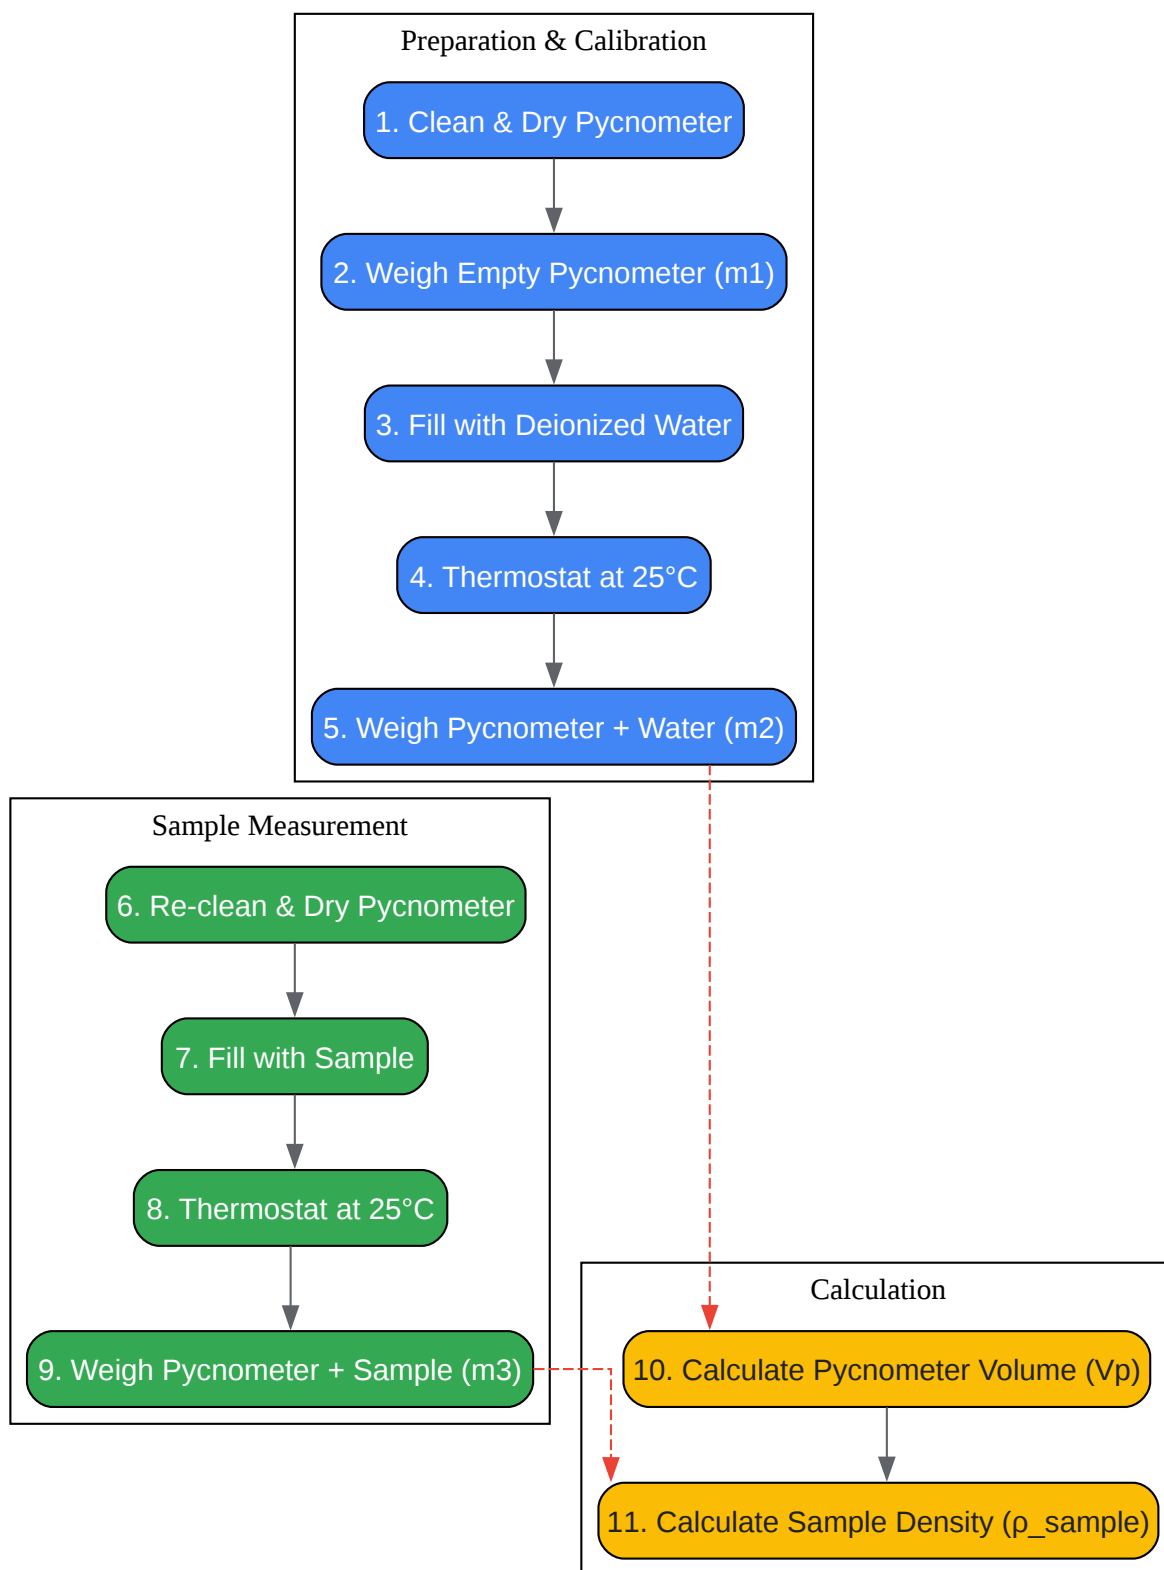 Preparation & Calibration
1. Clean & Dry Pycnometer
2. Weigh Empty Pycnometer (m1)
3. Fill with Deionized Water
4. Thermostat at 25°C
5. Weigh Pycnometer + Water (m2)
Sample Measurement
6. Re-clean & Dry Pycnometer
7. Fill with Sample
8. Thermostat at 25°C
9. Weigh Pycnometer + Sample (m3)
Calculation
10. Calculate Pycnometer Volume (Vp)
11. Calculate Sample Density (ρ_sample)